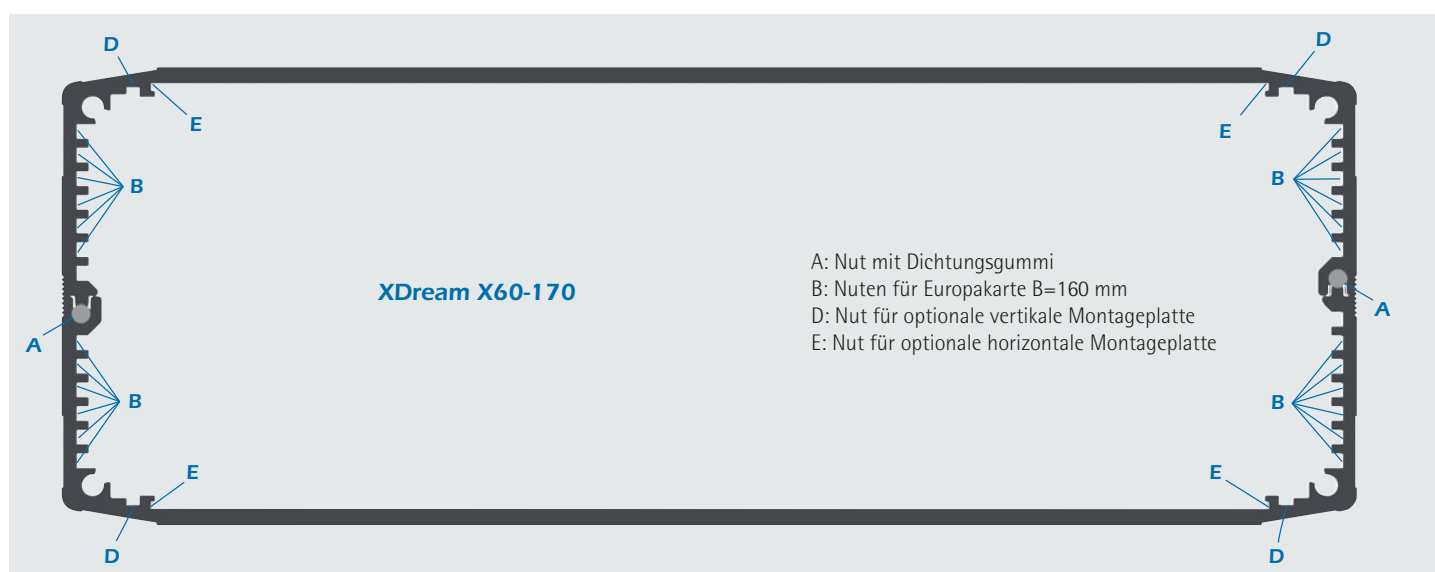 D
D
E
E
B
B
A: Nut mit Dichtungsgummi
XDream X60-170
B: Nuten für Europakarte B=160 mm
D: Nut für optionale vertikale Montageplatte
E: Nut für optionale horizontale Montageplatte
A
A
B
B
E
E
D
D